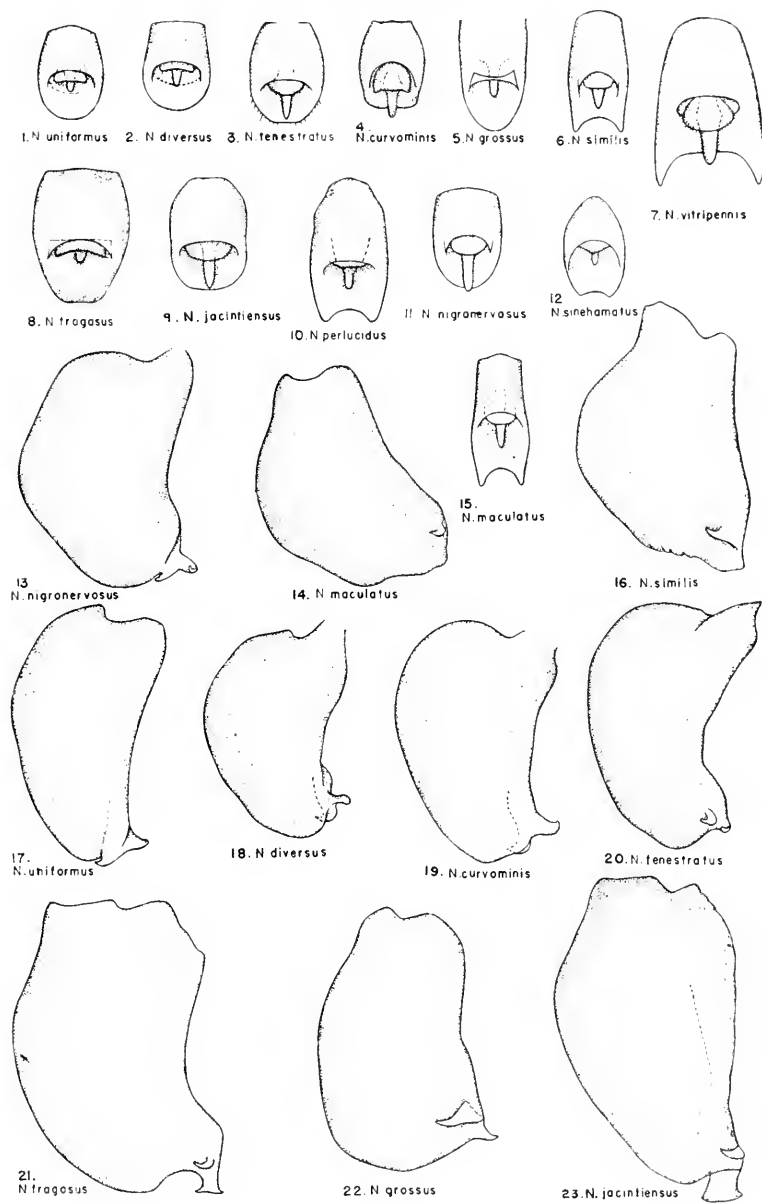 1. N uniformus
2. N diversus
3. N. fenestratus
4.
N. curvominis
5. N grossus
6. N similis
7. N. vitripennis
8. N fragosus
9. N. jacintiensus
10. N perlucidus
11 N nigronervosus
12
N. sinehamatus
13
N. nigronervosus
14. N maculatus
15.
N. maculatus
16. N. similis
17.
N. uniformus
18. N diversus
19. N. curvominis
20. N. fenestratus
21.
N fragosus
22. N grossus
23. N. jacintiensus